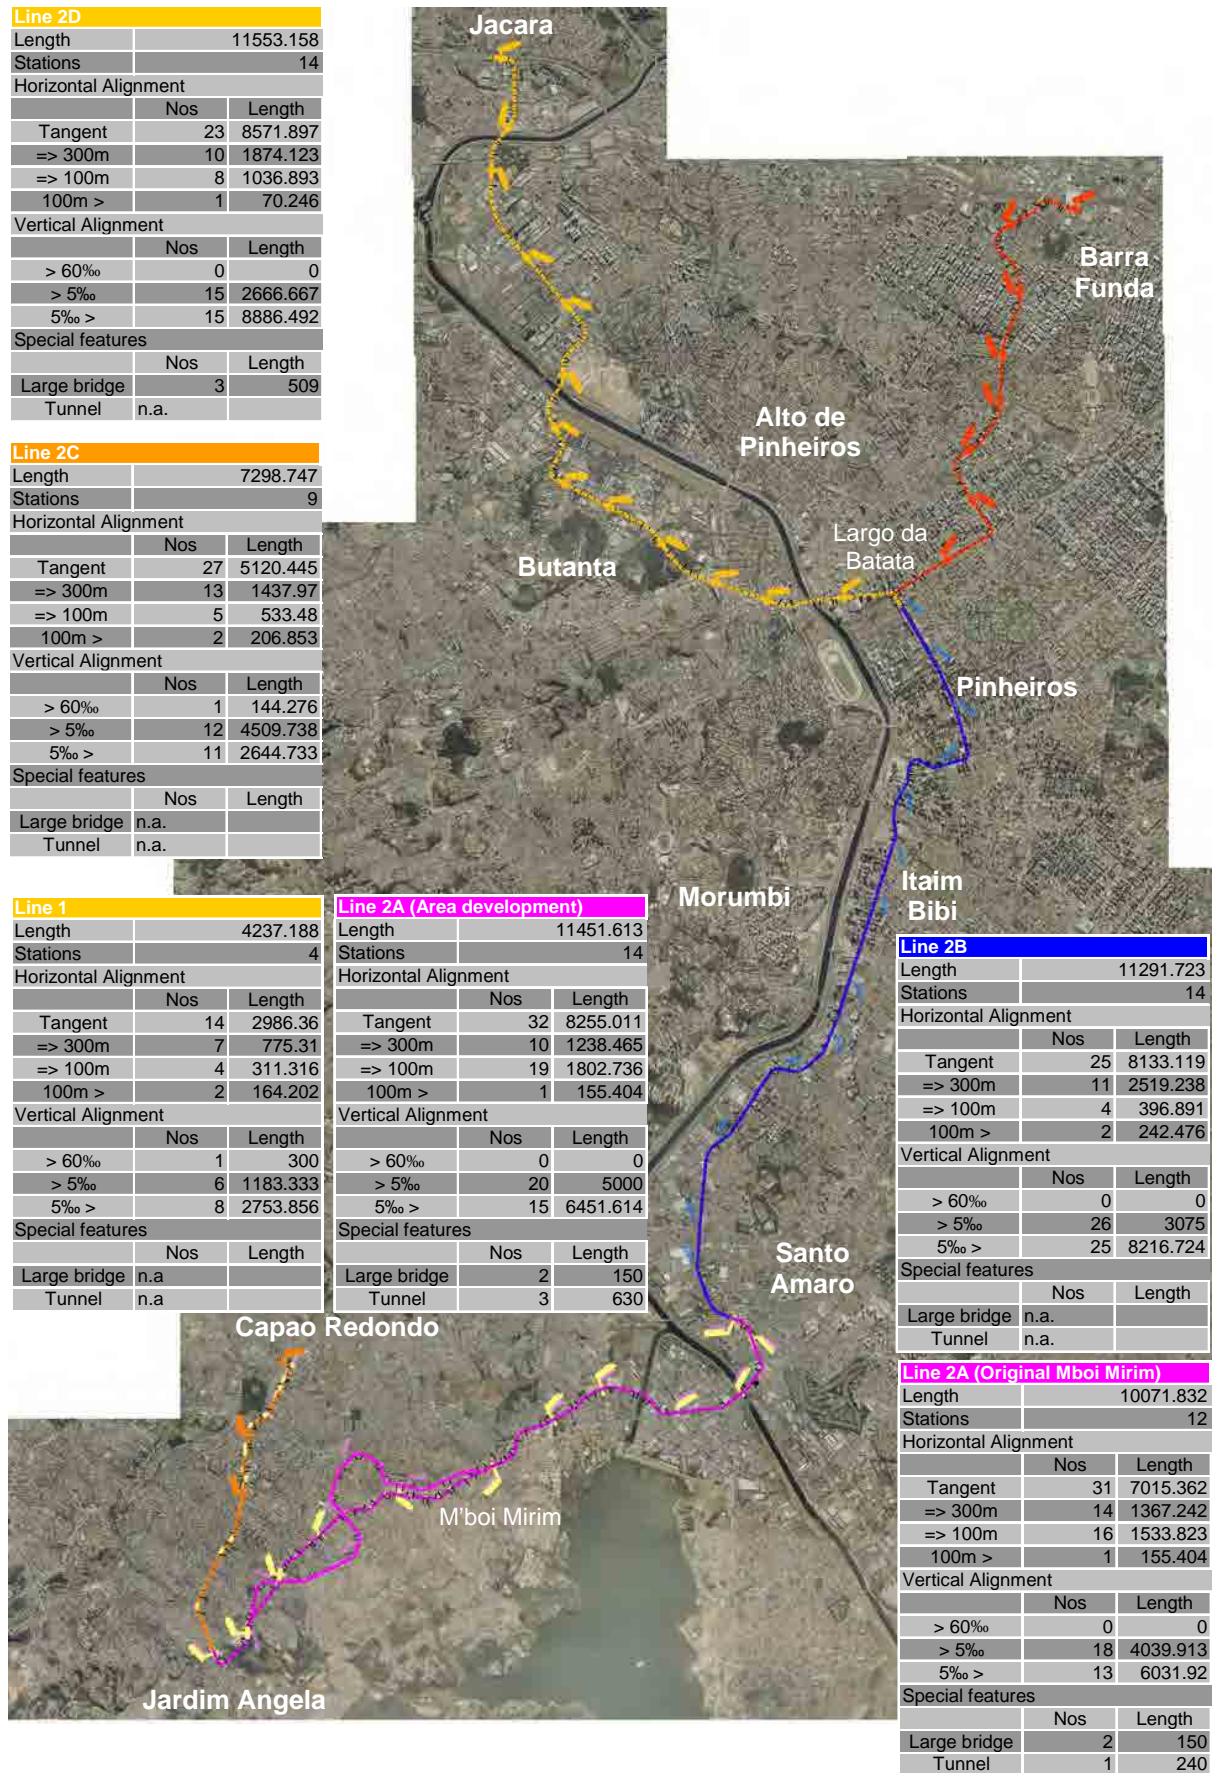 Line 2D
Length 11553.158
Stations 14
Horizontal Alignment
Nos Length
Tangent 23 8571.897
=> 300m 10 1874.123
=> 100m 8 1036.893
100m > 1 70.246
Vertical Alignment
Nos Length
> 60‰ 0 0
> 5‰ 15 2666.667
5‰ > 15 8886.492
Special features
Nos Length
Large bridge 3 509
Tunnel n.a.
Line 2C
Length 7298.747
Stations 9
Horizontal Alignment
Nos Length
Tangent 27 5120.445
=> 300m 13 1437.97
=> 100m 5 533.48
100m > 2 206.853
Vertical Alignment
Nos Length
> 60‰ 1 144.276
> 5‰ 12 4509.738
5‰ > 11 2644.733
Special features
Nos Length
Large bridge n.a.
Tunnel n.a.
Line 1
Length 4237.188
Stations 4
Horizontal Alignment
Nos Length
Tangent 14 2986.36
=> 300m 7 775.31
=> 100m 4 311.316
100m > 2 164.202
Vertical Alignment
Nos Length
> 60‰ 1 300
> 5‰ 6 1183.333
5‰ > 8 2753.856
Special features
Nos Length
Large bridge n.a
Tunnel n.a
Line 2A (Area development)
Length 11451.613
Stations 14
Horizontal Alignment
Nos Length
Tangent 32 8255.011
=> 300m 10 1238.465
=> 100m 19 1802.736
100m > 1 155.404
Vertical Alignment
Nos Length
> 60‰ 0 0
> 5‰ 20 5000
5‰ > 15 6451.614
Special features
Nos Length
Large bridge 2 150
Tunnel 3 630
Line 2B
Length 11291.723
Stations 14
Horizontal Alignment
Nos Length
Tangent 25 8133.119
=> 300m 11 2519.238
=> 100m 4 396.891
100m > 2 242.476
Vertical Alignment
Nos Length
> 60‰ 0 0
> 5‰ 26 3075
5‰ > 25 8216.724
Special features
Nos Length
Large bridge n.a.
Tunnel n.a.
Line 2A (Original Mboi Mirim)
Length 10071.832
Stations 12
Horizontal Alignment
Nos Length
Tangent 31 7015.362
=> 300m 14 1367.242
=> 100m 16 1533.823
100m > 1 155.404
Vertical Alignment
Nos Length
> 60‰ 0 0
> 5‰ 18 4039.913
5‰ > 13 6031.92
Special features
Nos Length
Large bridge 2 150
Tunnel 1 240
Jacara
Barra
Funda
Alto de
Pinheiros
Largo da
Batata
Butanta
Pinheiros
Morumbi
Itaim
Bibi
Santo
Amaro
Capao Redondo
M'boi Mirim
Jardim Angela